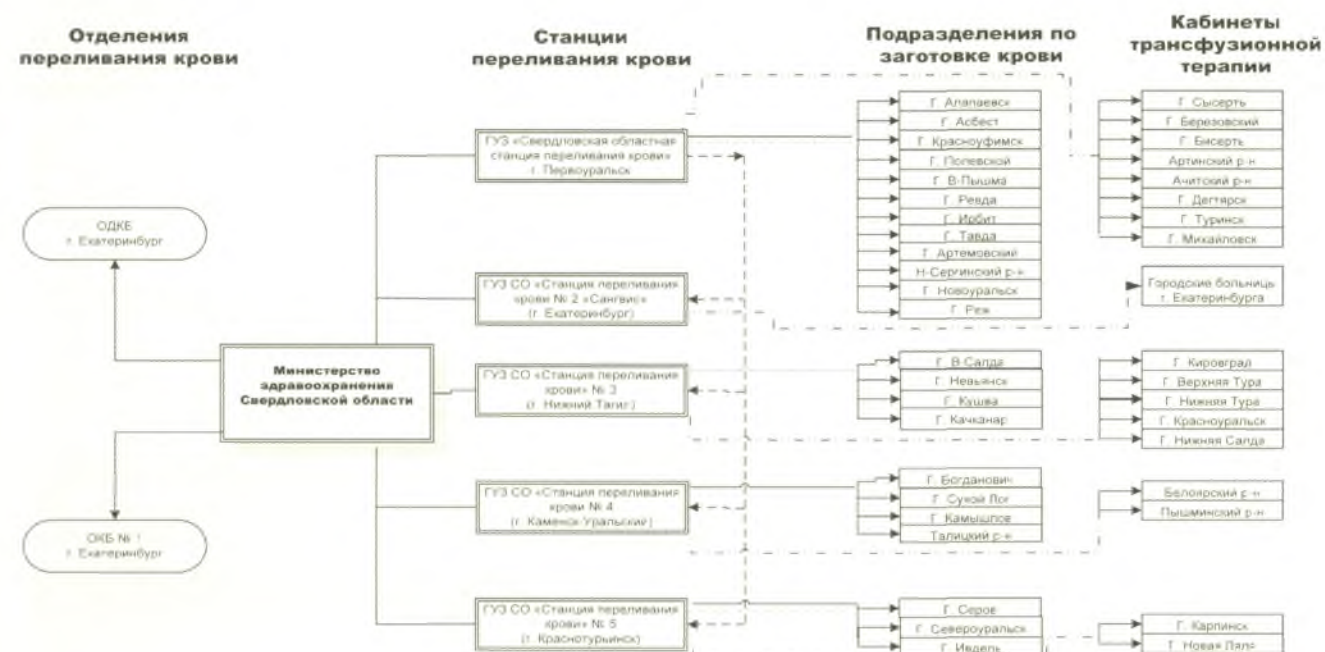 Отделения
переливания крови
Станции
переливания крови
Подразделения по
заготовке крови
Кабинеты
трансфузионной
терапии
ОДКБ
г. Екатеринбург
Министерство
здравоохранения
Свердловской области
ОКБ № 1
г. Екатеринбург
ГУЗ «Свердловская областная
станция переливания крови»
г. Первоуральск
ГУЗ СО «Станция переливания
крови № 2 «Сангвис»
(г. Екатеринбург)
ГУЗ СО «Станция переливания
крови» № 3
(г. Нижний Тагил)
ГУЗ СО «Станция переливания
крови № 4
(г. Каменск-Уральский)
ГУЗ СО «Станция переливания
крови» № 5
(г. Краснотурьинск)
Г. Алапаевск
Г. Асбест
Г. Красноуфимск
Г. Полевской
Г. В-Пышма
Г. Ревда
Г. Ирбит
Г. Тавда
Г. Артемовский
Н-Сергинский р-н
Г. Новоуральск
Г. Реж
Г. В-Салда
Г. Невьянск
Г. Кушва
Г. Качканар
Г. Богданович
Г. Сухой Лог
Г. Камышлов
Талицкий р-н
Г. Серов
Г. Североуральск
Г. Ивдель
Г. Сысерть
Г. Березовский
Г. Бисерть
Артинский р-н
Ачитский р-н
Г. Дегтярск
Г. Туринск
Г. Михайловск
Городские больницы
г. Екатеринбурга
Г. Кировград
Г. Верхняя Тура
Г. Нижняя Тура
Г. Красноуральск
Г. Нижняя Салда
Белоярский р-н
Пышминский р-н
Г. Карпинск
Г. Новая Ляля